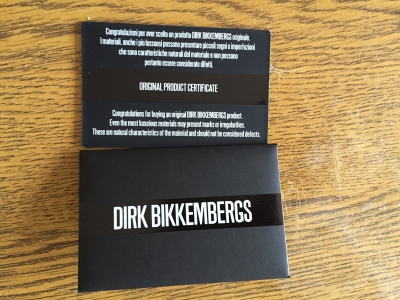 Congratulazioni per aver scelto un prodotto DIRK BIKKEMBERGS originale.
I materiali, anche i più lussuosi possono presentare piccoli segni o imperfezioni
che sono caratteristiche naturali del materiale e non possono
pertanto essere considerate difetti.
ORIGINAL PRODUCT CERTIFICATE
Congratulations for buying an original DIRK BIKKEMBERGS product.
Even the most luxurious materials may present marks or irregularities.
These are natural characteristics of the material and should not be considered defects.
DIRK BIKKEMBERGS